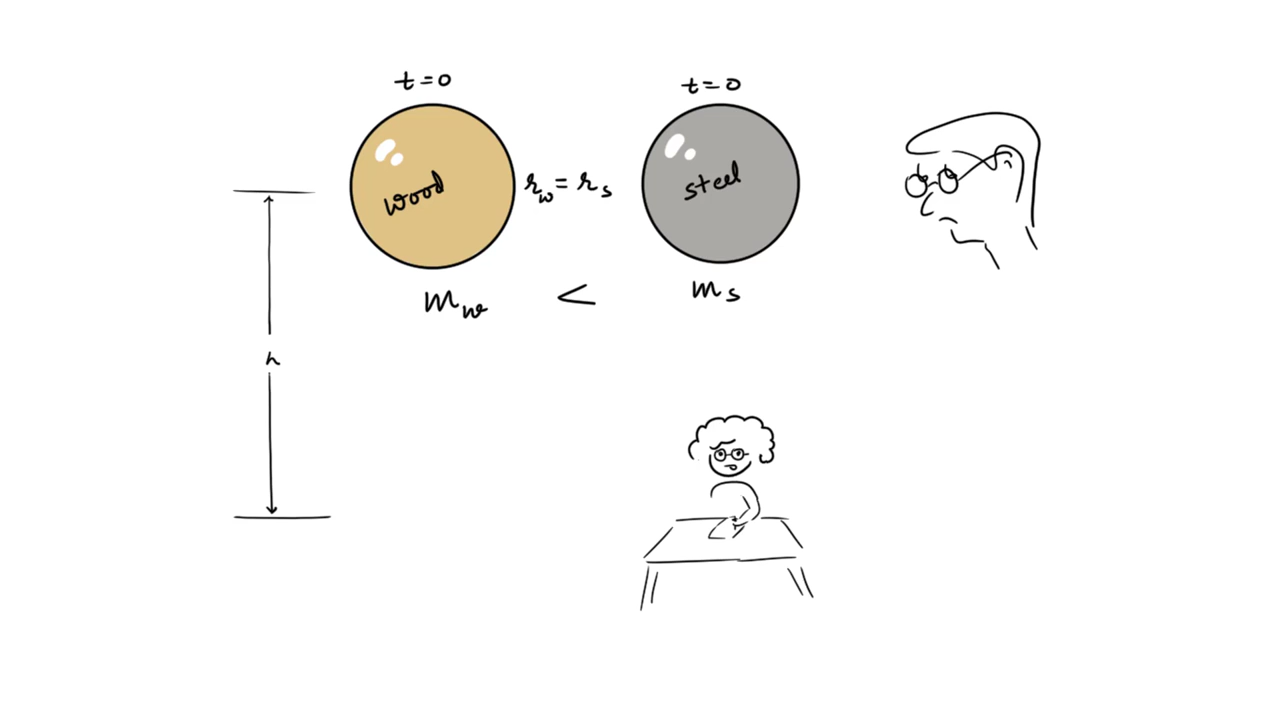 t=0
t=0
wood
r_w = r_s
steel
m_w < m_s
h